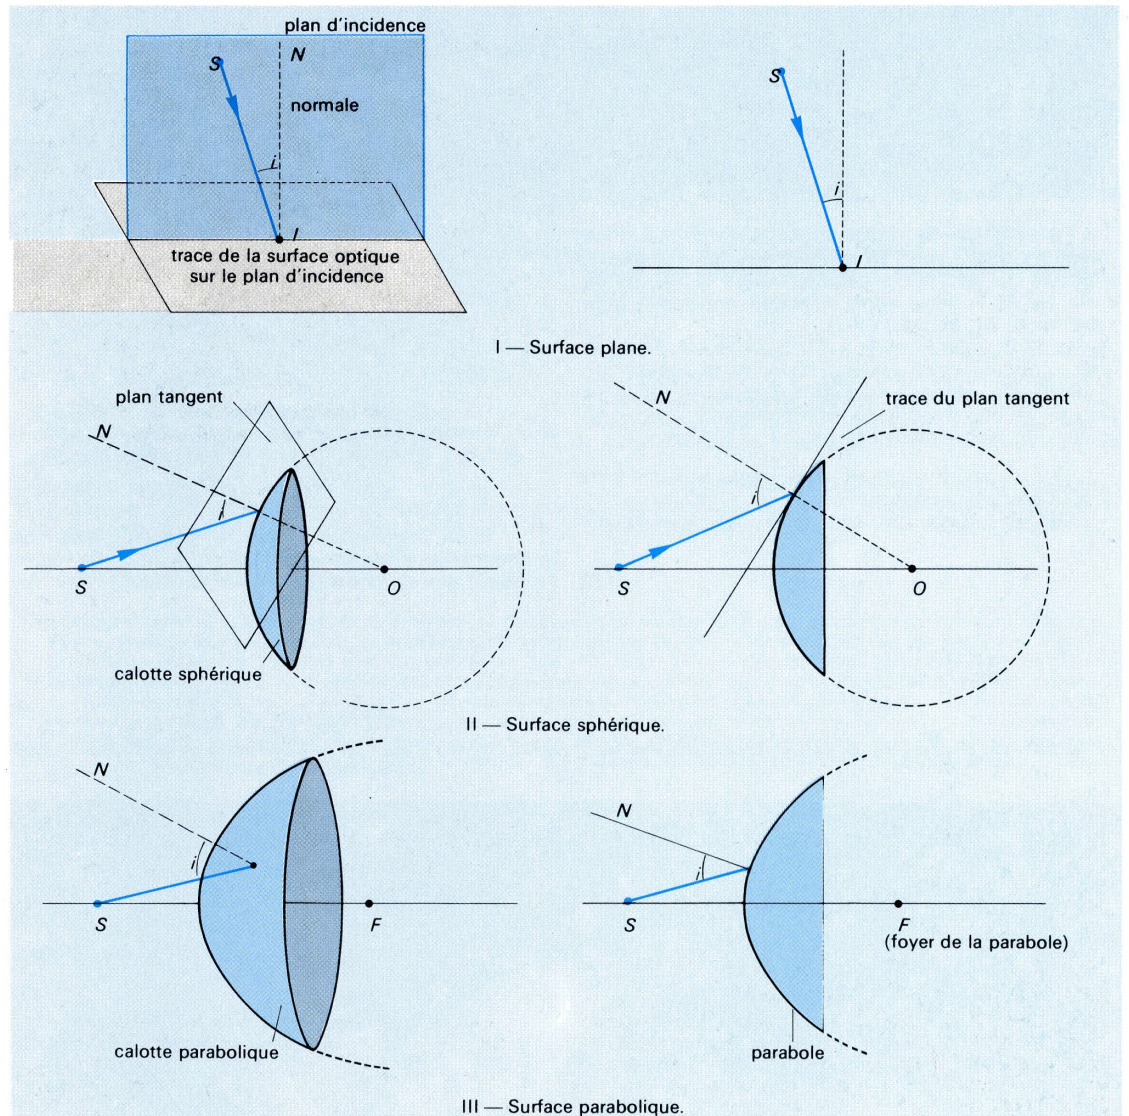 plan d'incidence
N
S
normale
i
I
trace de la surface optique
sur le plan d'incidence
S
i
I
I — Surface plane.
plan tangent
N
i
S
O
calotte sphérique
N
trace du plan tangent
i
S
O
II — Surface sphérique.
N
i
S
F
calotte parabolique
N
i
S
F
(foyer de la parabole)
parabole
III — Surface parabolique.